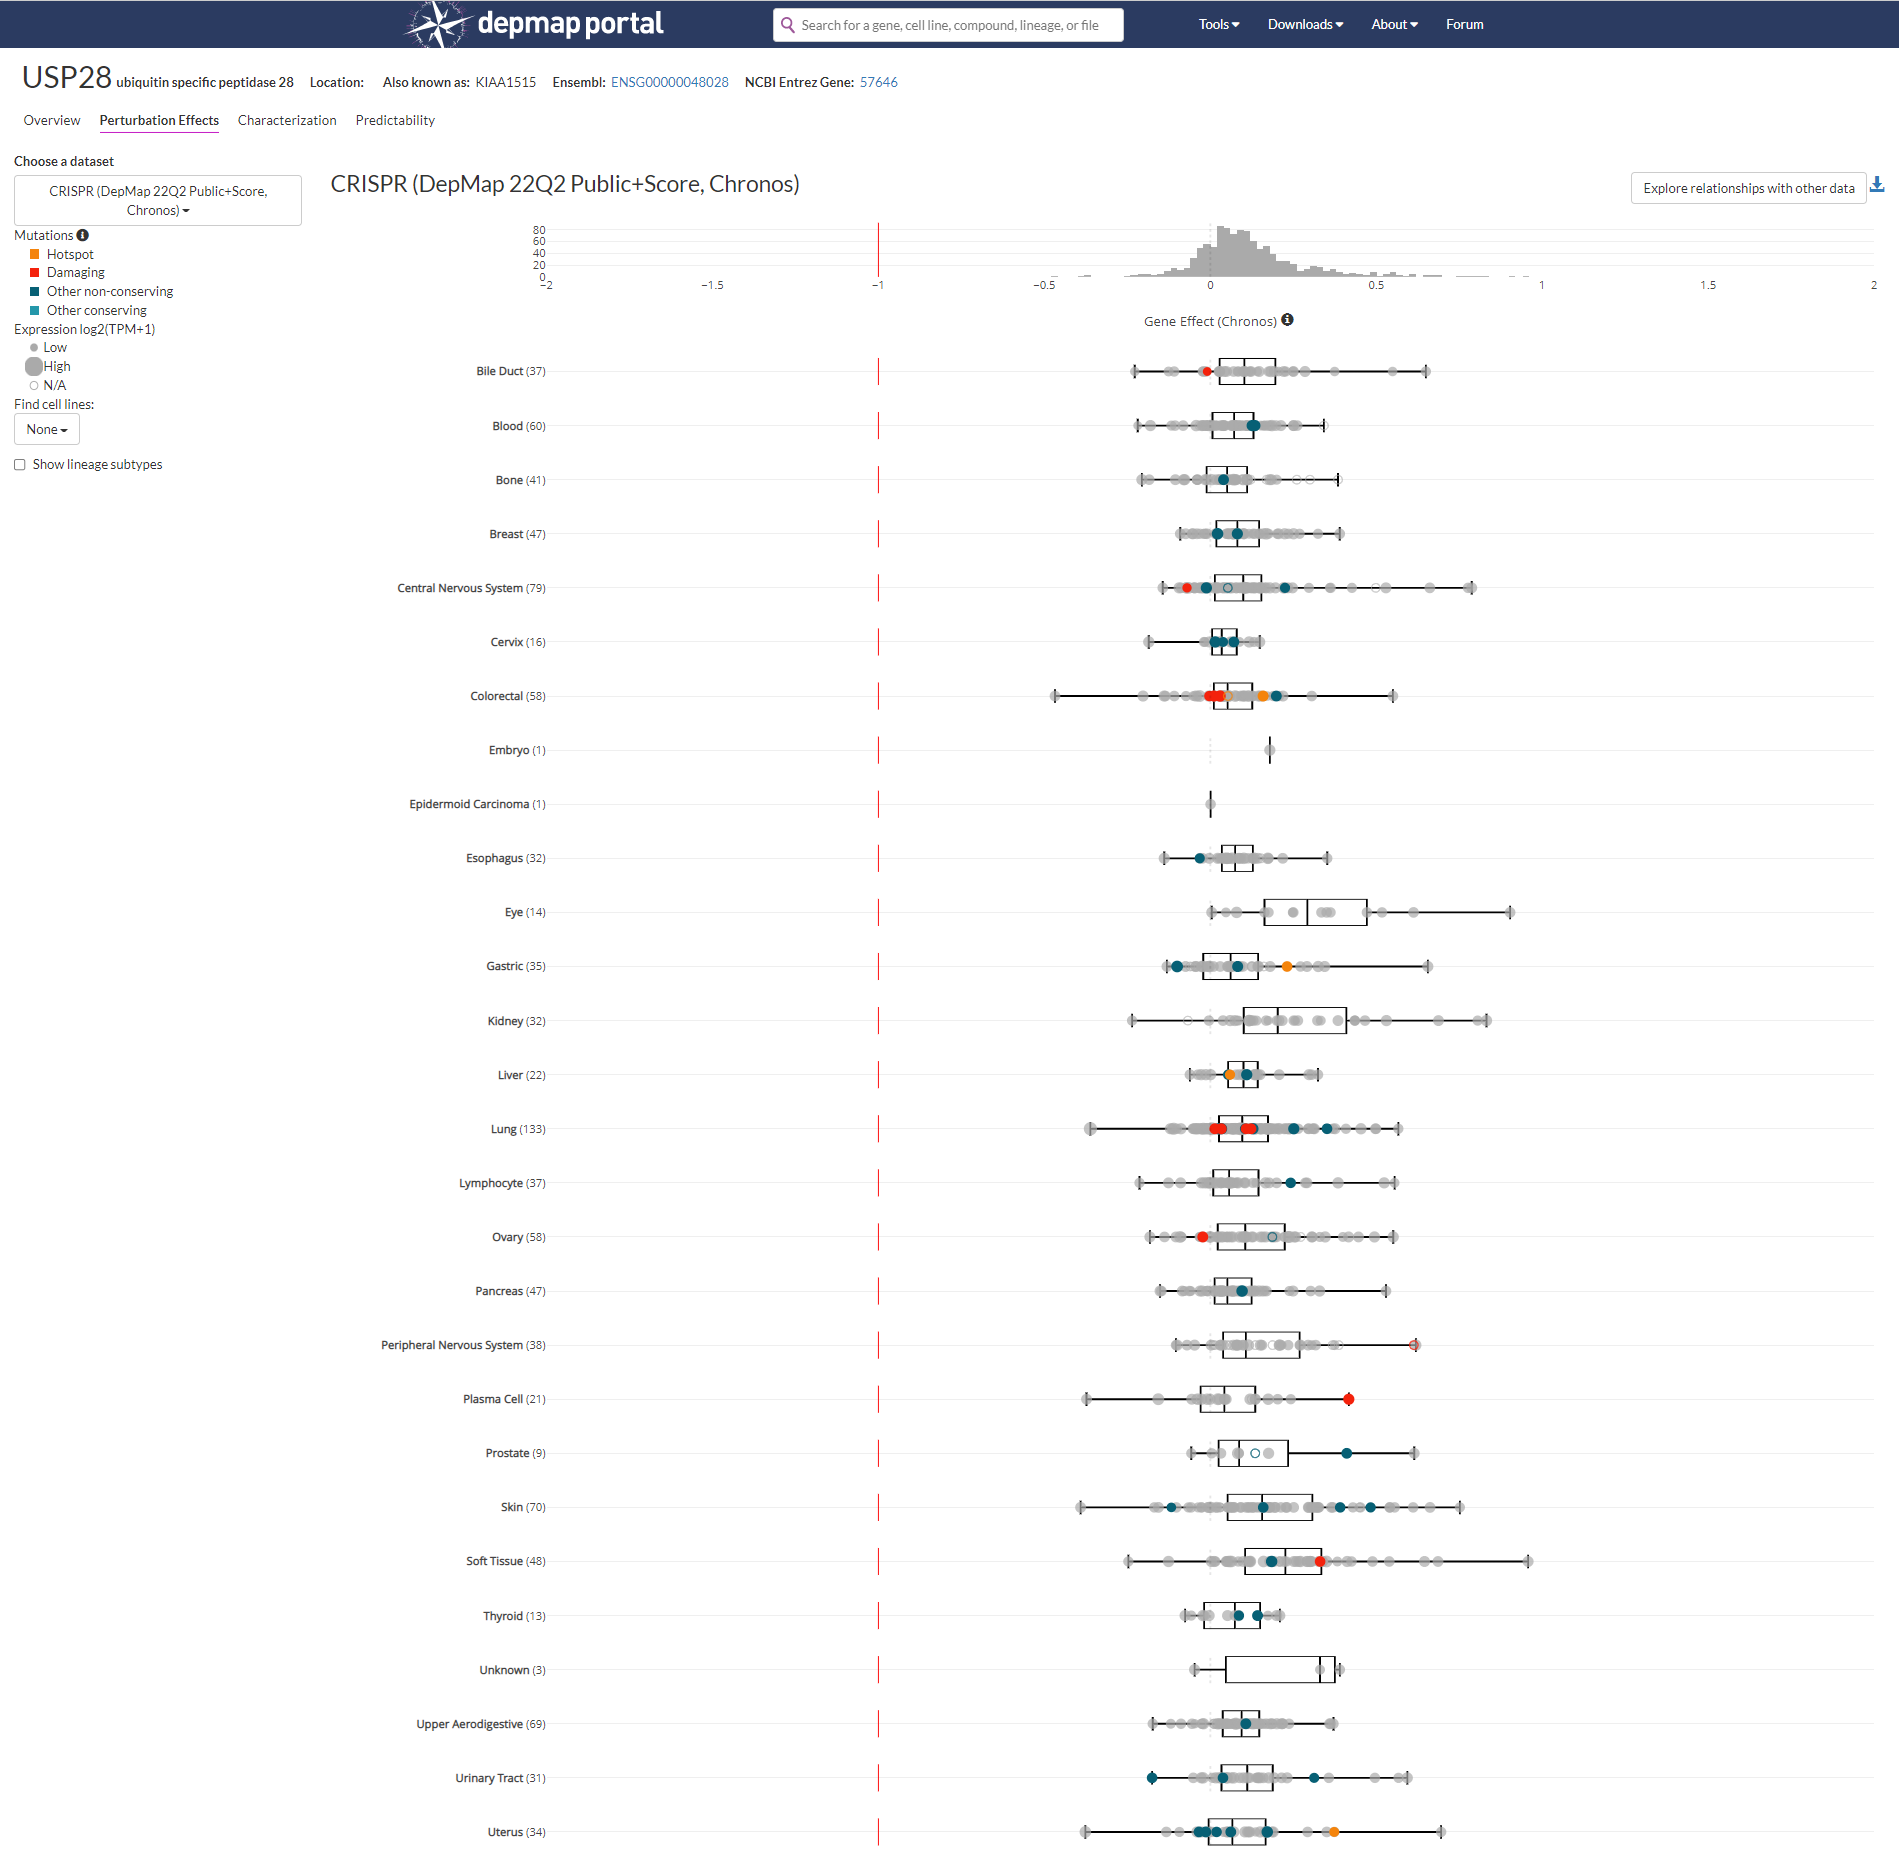 depmap portal
Search for a gene, cell line, compound, lineage, or file
Tools
Downloads
About
Forum
USP28 ubiquitin specific peptidase 28 Location: Also known as: KIAA1515 Ensembl: ENSG00000048028 NCBI Entrez Gene: 57646
Overview Perturbation Effects Characterization Predictability
Choose a dataset
CRISPR (DepMap 22Q2 Public+Score, Chronos)
Mutations
Hotspot
Damaging
Other non-conserving
Other conserving
Expression log2(TPM+1)
Low
High
N/A
Find cell lines:
None
Show lineage subtypes
CRISPR (DepMap 22Q2 Public+Score, Chronos)
Explore relationships with other data
80
60
40
20
0
−2 −1.5 −1 −0.5 0 0.5 1 1.5 2
Gene Effect (Chronos)
Bile Duct (37)
Blood (60)
Bone (41)
Breast (47)
Central Nervous System (79)
Cervix (16)
Colorectal (58)
Embryo (1)
Epidermoid Carcinoma (1)
Esophagus (32)
Eye (14)
Gastric (35)
Kidney (32)
Liver (22)
Lung (133)
Lymphocyte (37)
Ovary (58)
Pancreas (47)
Peripheral Nervous System (38)
Plasma Cell (21)
Prostate (9)
Skin (70)
Soft Tissue (48)
Thyroid (13)
Unknown (3)
Upper Aerodigestive (69)
Urinary Tract (31)
Uterus (34)